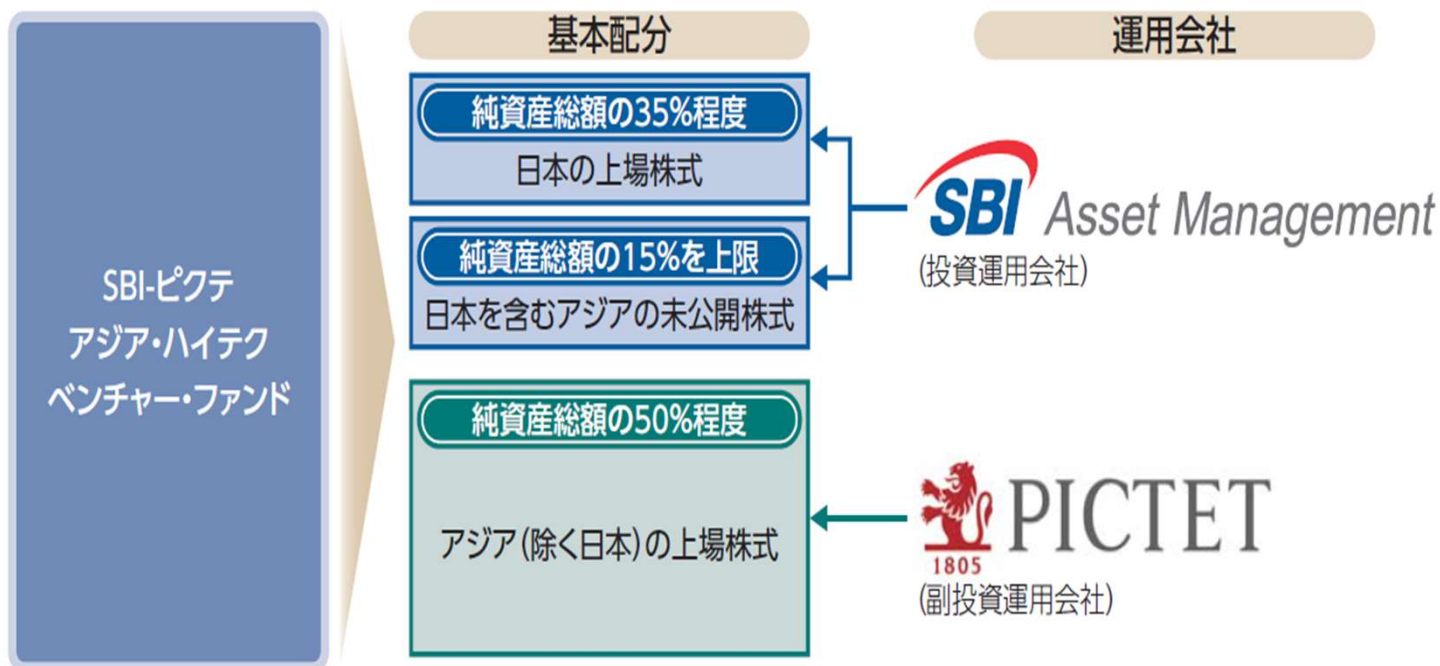 SBI-ピクテ
アジア・ハイテク
ベンチャー・ファンド
基本配分
純資産総額の35%程度
日本の上場株式
純資産総額の15%を上限
日本を含むアジアの未公開株式
純資産総額の50%程度
アジア(除く日本)の上場株式
運用会社
SBI Asset Management
(投資運用会社)
PICTET
1805
(副投資運用会社)